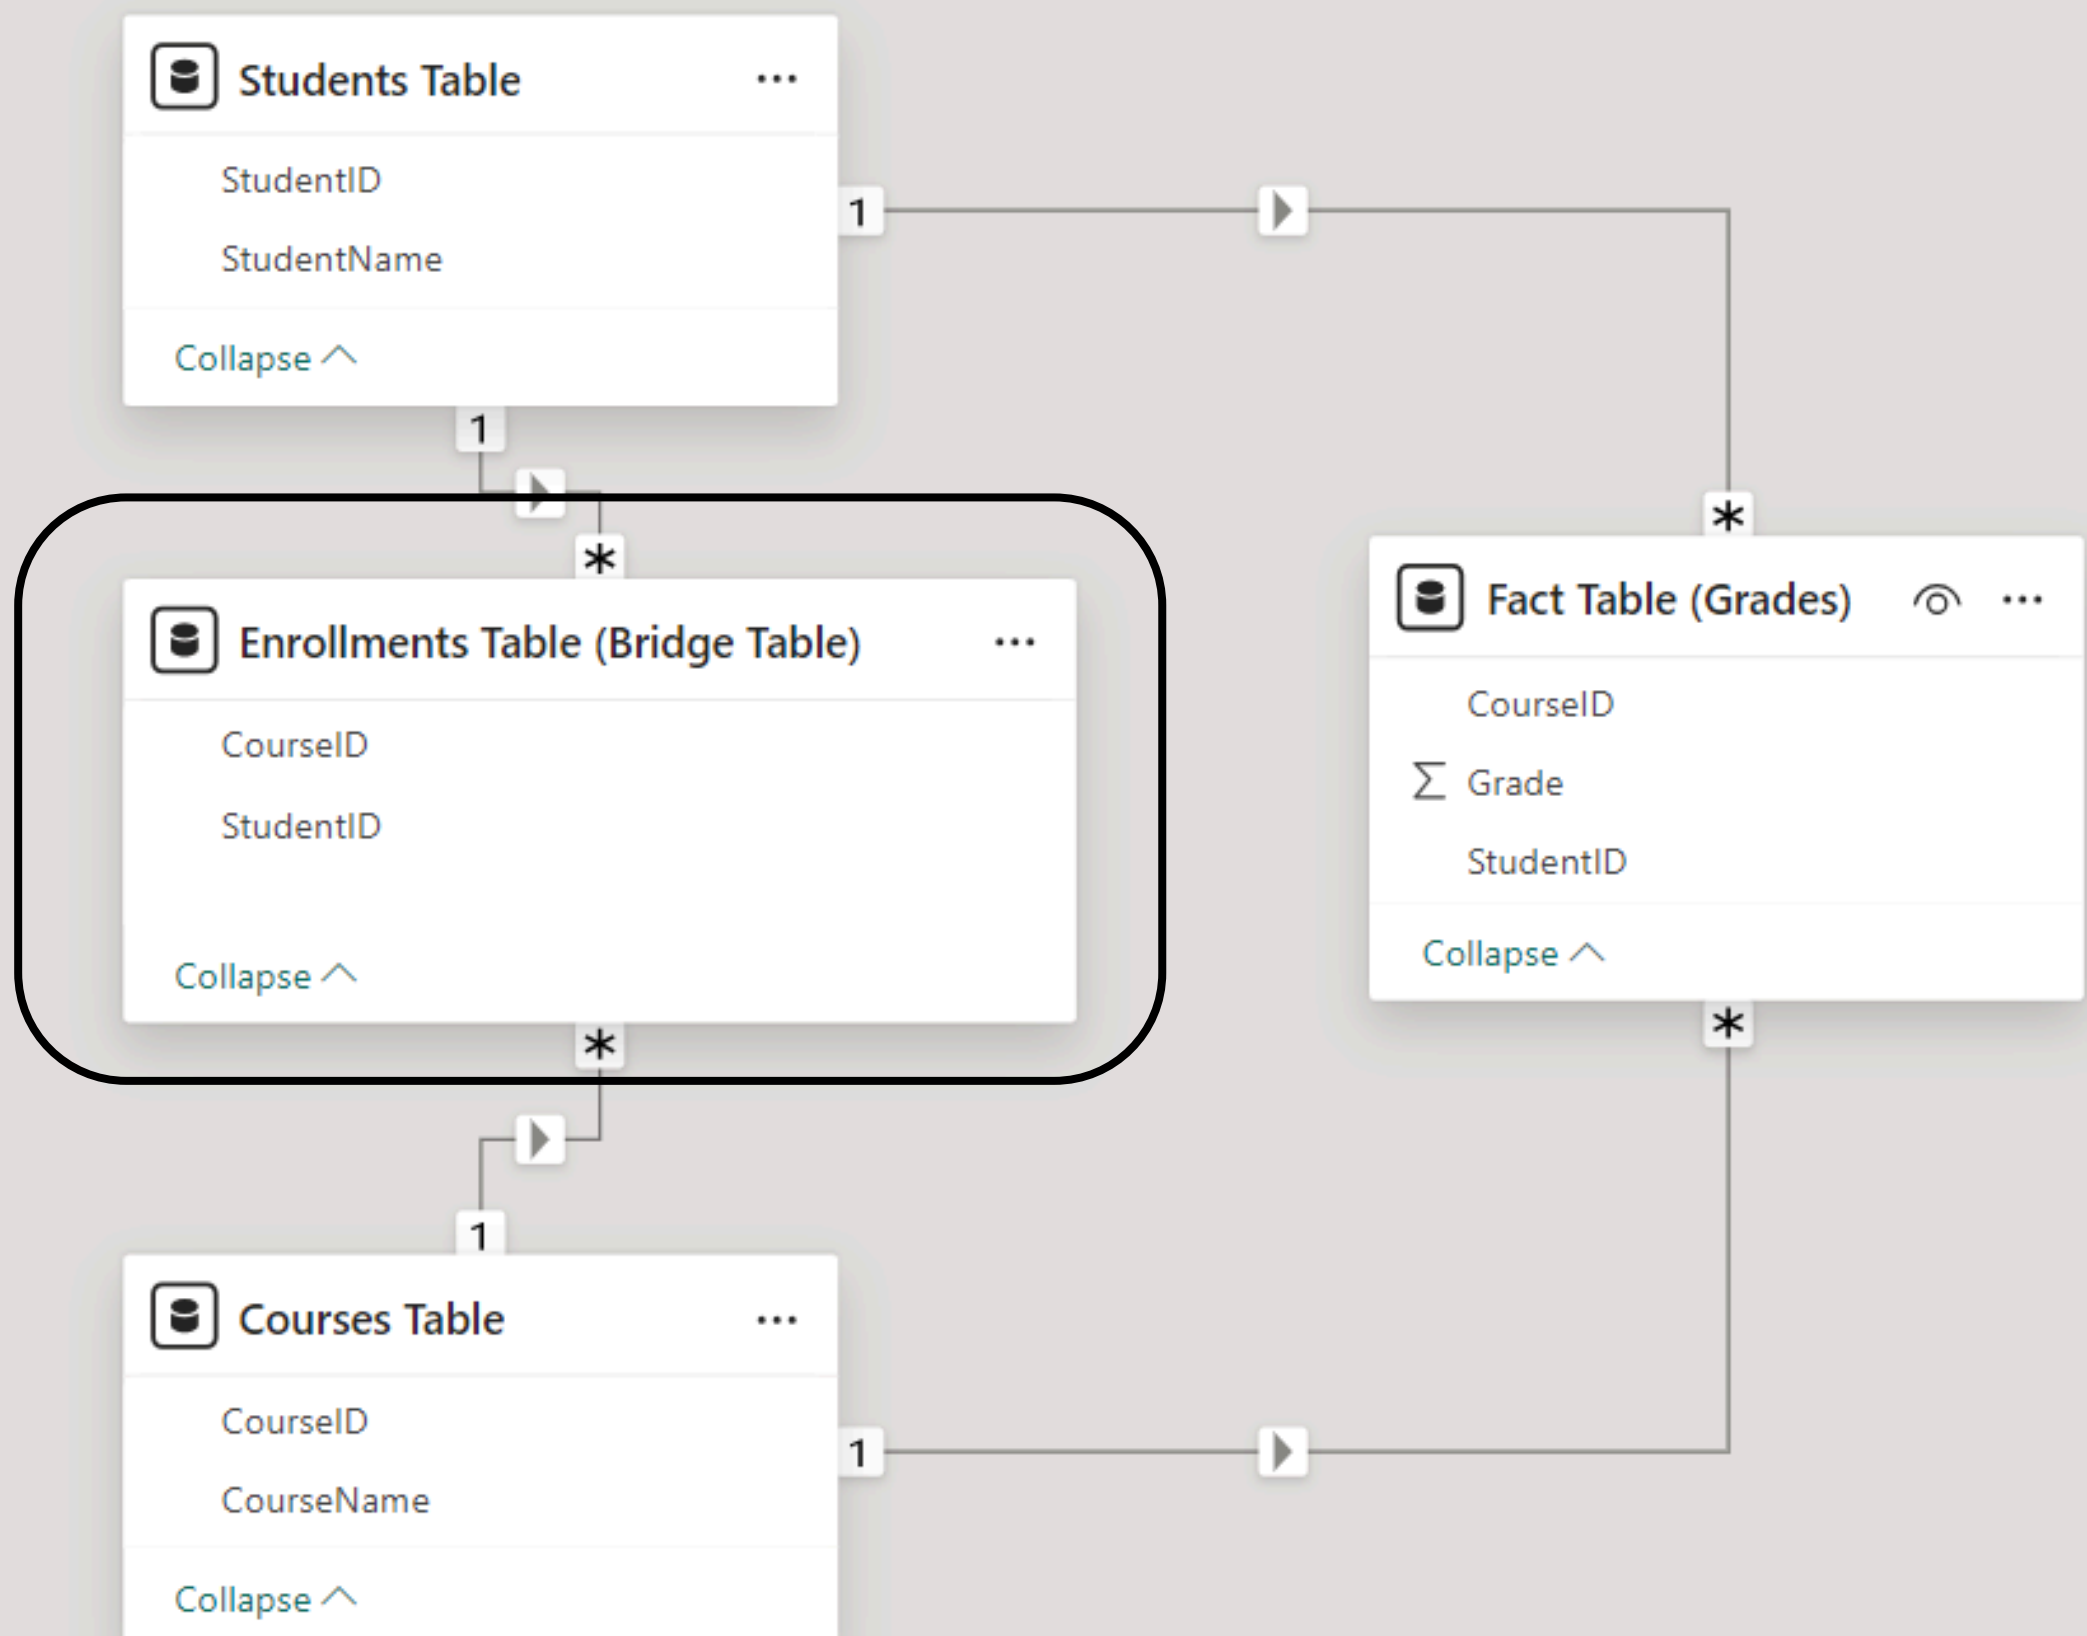 Students Table
StudentID
StudentName
Collapse
1
1
*
*
Enrollments Table (Bridge Table)
CourseID
StudentID
Collapse
*
Fact Table (Grades)
CourseID
Σ Grade
StudentID
Collapse
*
1
Courses Table
CourseID
CourseName
Collapse
1